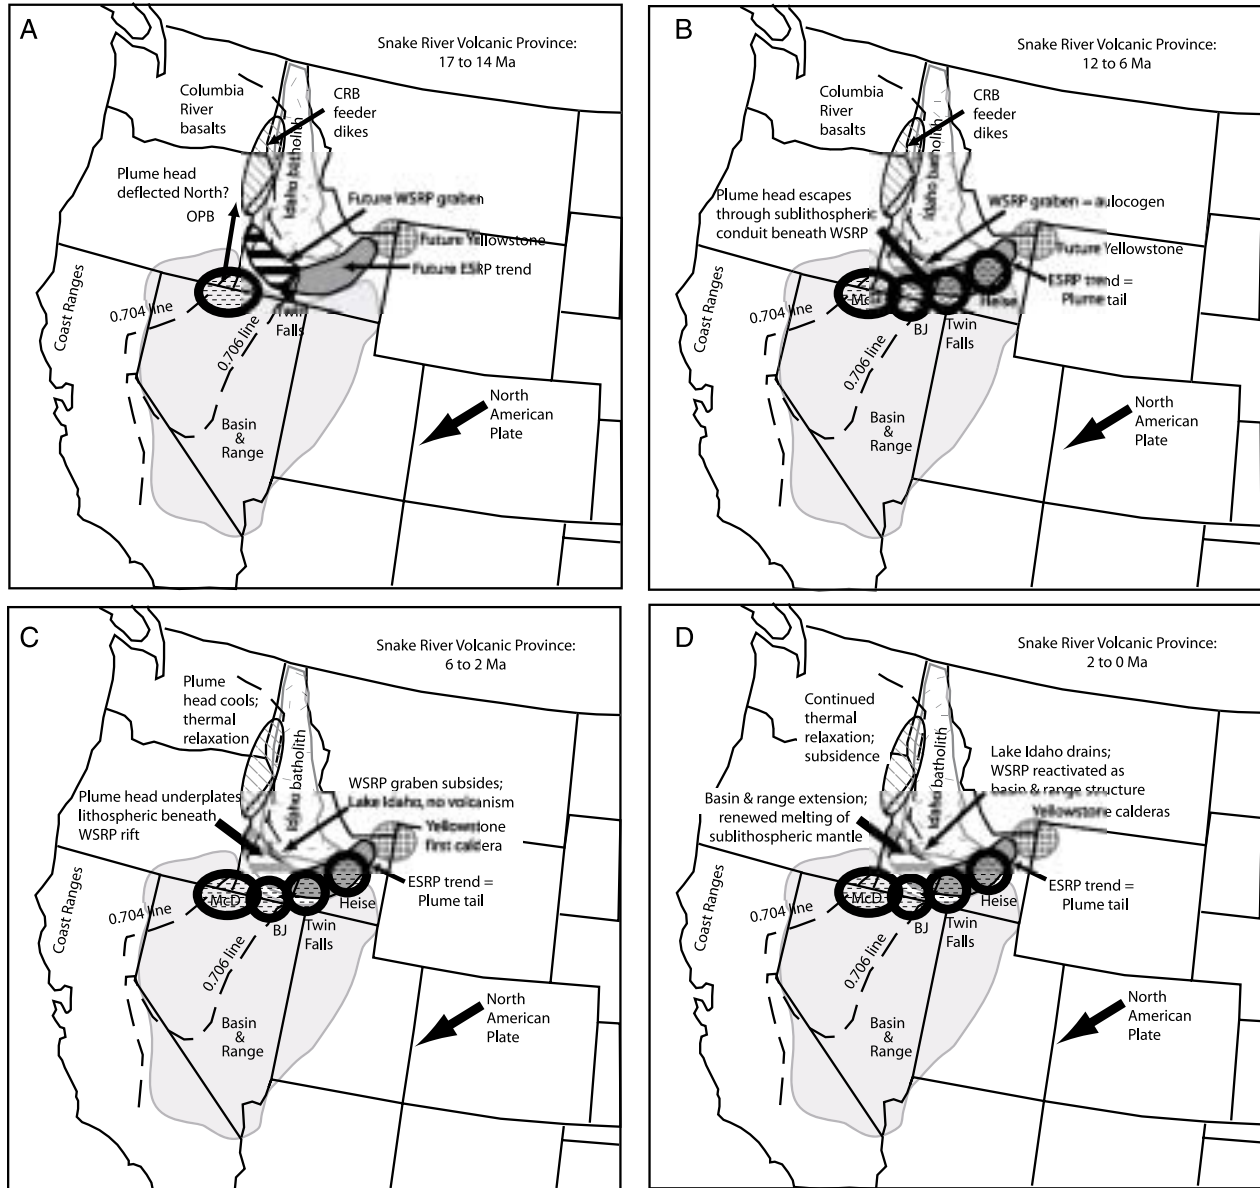 A
Snake River Volcanic Province:
17 to 14 Ma
Columbia
River
basalts
CRB
feeder
dikes
Idaho batholith
Plume head
deflected North?
OPB
Future WSRP graben
Future Yellowstone
Future ESRP trend
Coast Ranges
0.704 line
Twin
Falls
0.706 line
North
American
Plate
Basin
&
Range
B
Snake River Volcanic Province:
12 to 6 Ma
Columbia
River
basalts
CRB
feeder
dikes
Idaho batholith
Plume head escapes
through sublithospheric
conduit beneath WSRP
WSRP graben = aulocogen
Future Yellowstone
ESRP trend =
Plume tail
Coast Ranges
McD
Heise
0.704 line
BJ
Twin
Falls
0.706 line
North
American
Plate
Basin
&
Range
C
Snake River Volcanic Province:
6 to 2 Ma
Plume
head cools;
thermal
relaxation
Idaho batholith
WSRP graben subsides;
Lake Idaho, no volcanism
Plume head underplates
lithospheric beneath
WSRP rift
Yellowstone
first caldera
ESRP trend =
Plume tail
Coast Ranges
McD
Heise
0.704 line
BJ
Twin
Falls
0.706 line
North
American
Plate
Basin
&
Range
D
Snake River Volcanic Province:
2 to 0 Ma
Continued
thermal
relaxation;
subsidence
Idaho batholith
Lake Idaho drains;
WSRP reactivated as
basin & range structure
Basin & range extension;
renewed melting of
sublithospheric mantle
Yellowstone calderas
ESRP trend =
Plume tail
Coast Ranges
McD
Heise
0.704 line
BJ
Twin
Falls
0.706 line
North
American
Plate
Basin
&
Range